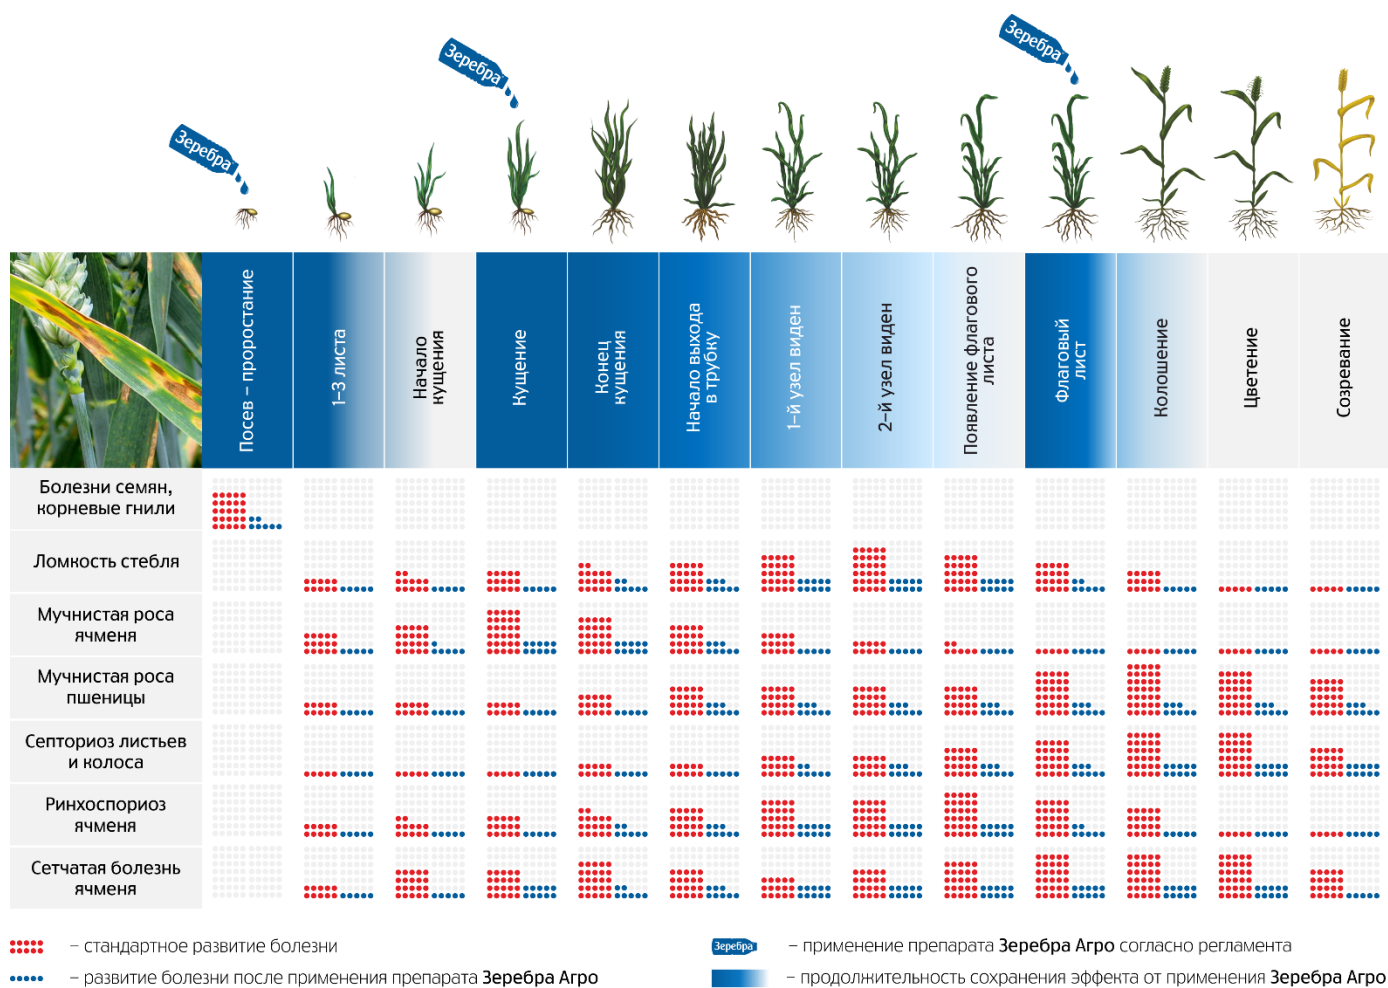 Зеребра
Зеребра
Зеребра
Посев – проростание
1–3 листа
Начало
кущения
Кущение
Конец
кущения
Начало выхода
в трубку
1–й узел виден
2–й узел виден
Появление флагового
листа
Флаговый
лист
Колошение
Цветение
Созревание
Болезни семян,
корневые гнили
Ломкость стебля
Мучнистая роса
ячменя
Мучнистая роса
пшеницы
Септориоз листьев
и колоса
Ринхоспориоз
ячменя
Сетчатая болезнь
ячменя
– стандартное развитие болезни
– развитие болезни после применения препарата Зеребра Агро
Зеребра – применение препарата Зеребра Агро согласно регламента
– продолжительность сохранения эффекта от применения Зеребра Агро